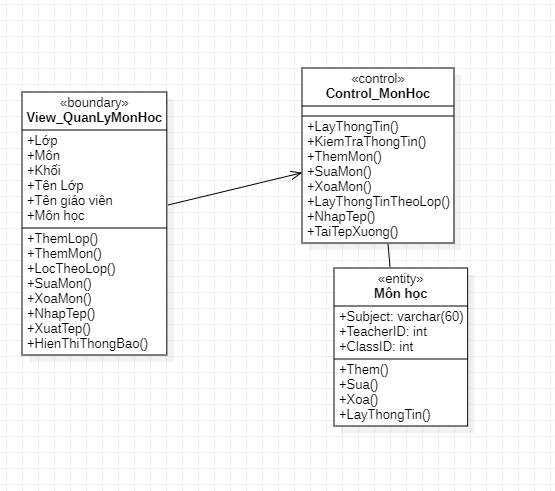 «boundary»
View_QuanLyMonHoc
+Lớp
+Môn
+Khối
+Tên Lớp
+Tên giáo viên
+Môn học
+ThemLop()
+ThemMon()
+LocTheoLop()
+SuaMon()
+XoaMon()
+NhapTep()
+XuatTep()
+HienThiThongBao()
«control»
Control_MonHoc
+LayThongTin()
+KiemTraThongTin()
+ThemMon()
+SuaMon()
+XoaMon()
+LayThongTinTheoLop()
+NhapTep()
+TaiTepXuong()
«entity»
Môn học
+Subject: varchar(60)
+TeacherID: int
+ClassID: int
+Them()
+Sua()
+Xoa()
+LayThongTin()